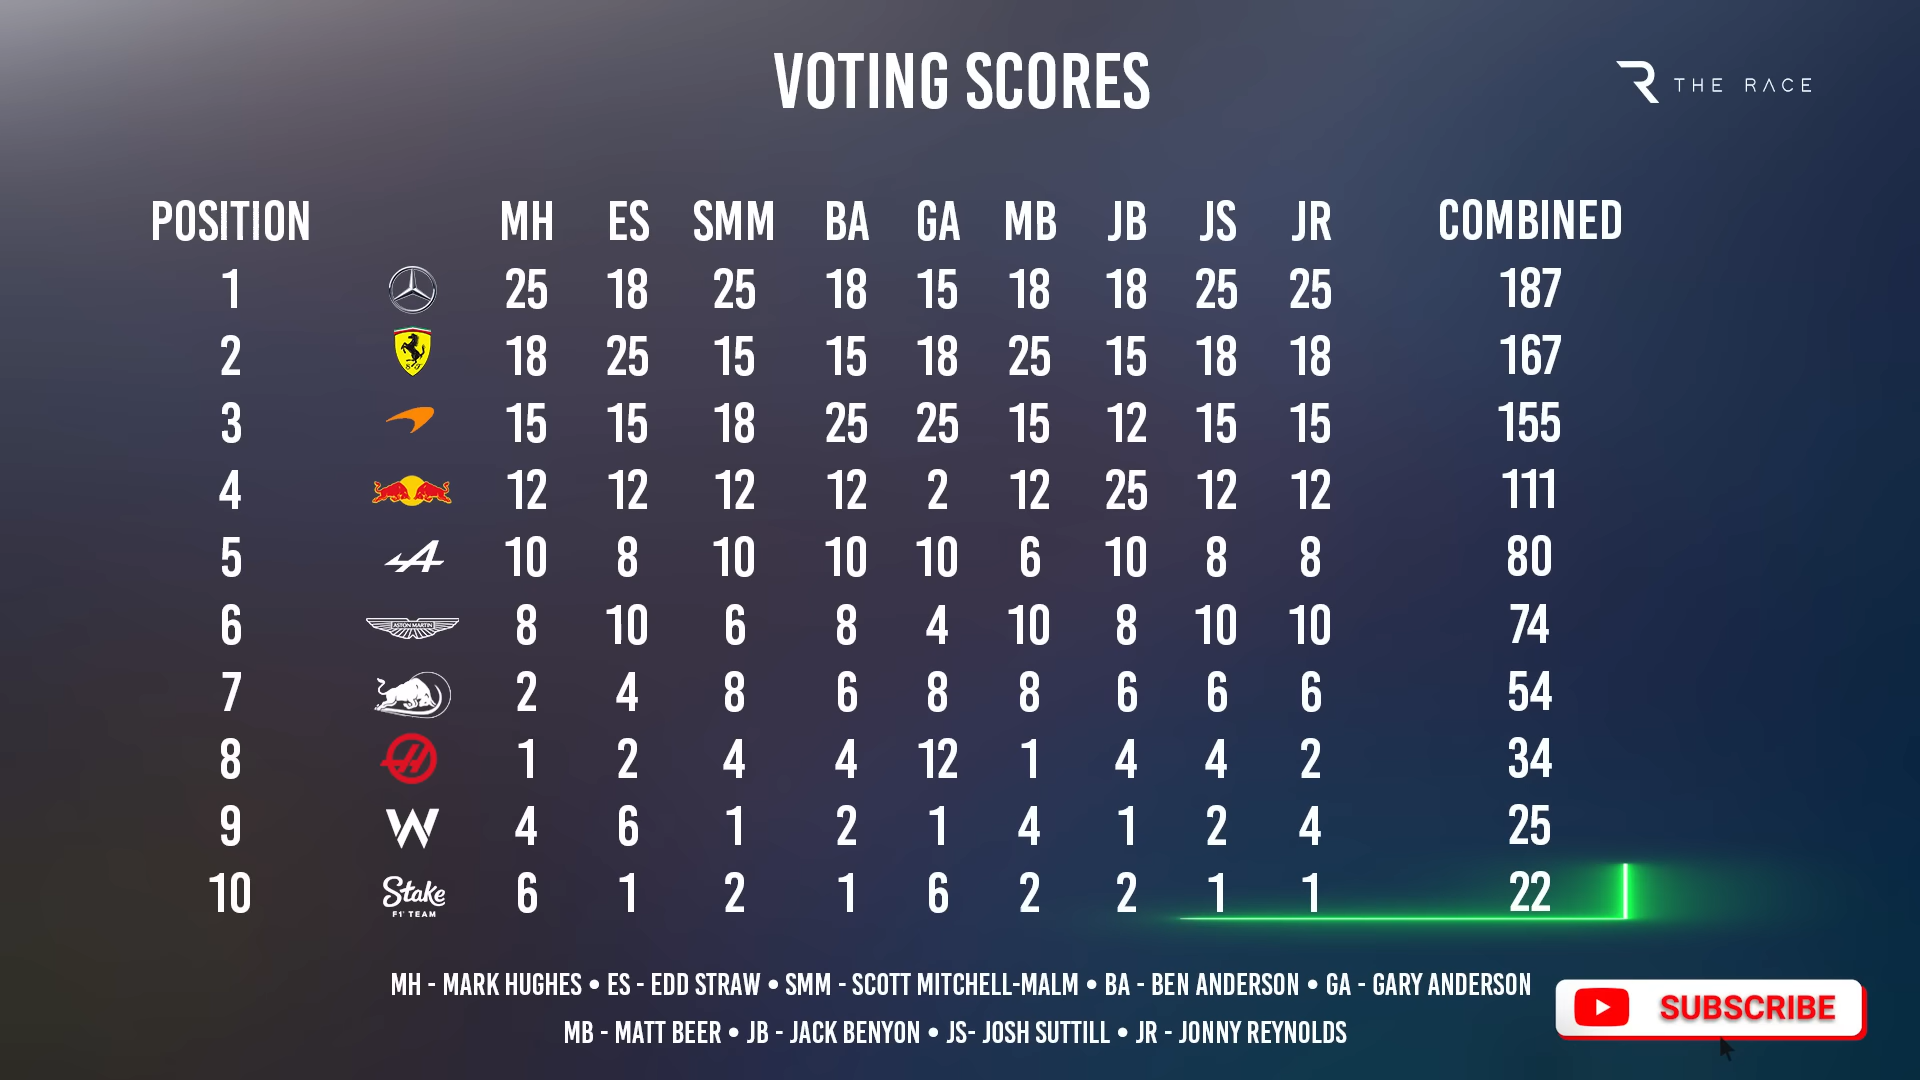 VOTING SCORES
THE RACE
POSITION MH ES SMM BA GA MB JB JS JR COMBINED
1 25 18 25 18 15 18 18 25 25 187
2 18 25 15 15 18 25 15 18 18 167
3 15 15 18 25 25 15 12 15 15 155
4 12 12 12 12 2 12 25 12 12 111
5 10 8 10 10 10 6 10 8 8 80
6 ASTON MARTIN 8 10 6 8 4 10 8 10 10 74
7 2 4 8 6 8 8 6 6 6 54
8 1 2 4 4 12 1 4 4 2 34
9 4 6 1 2 1 4 1 2 4 25
10 Stake F1 TEAM 6 1 2 1 6 2 2 1 1 22
MH - MARK HUGHES • ES - EDD STRAW • SMM - SCOTT MITCHELL-MALM • BA - BEN ANDERSON • GA - GARY ANDERSON
MB - MATT BEER • JB - JACK BENYON • JS- JOSH SUTTILL • JR - JONNY REYNOLDS
SUBSCRIBE